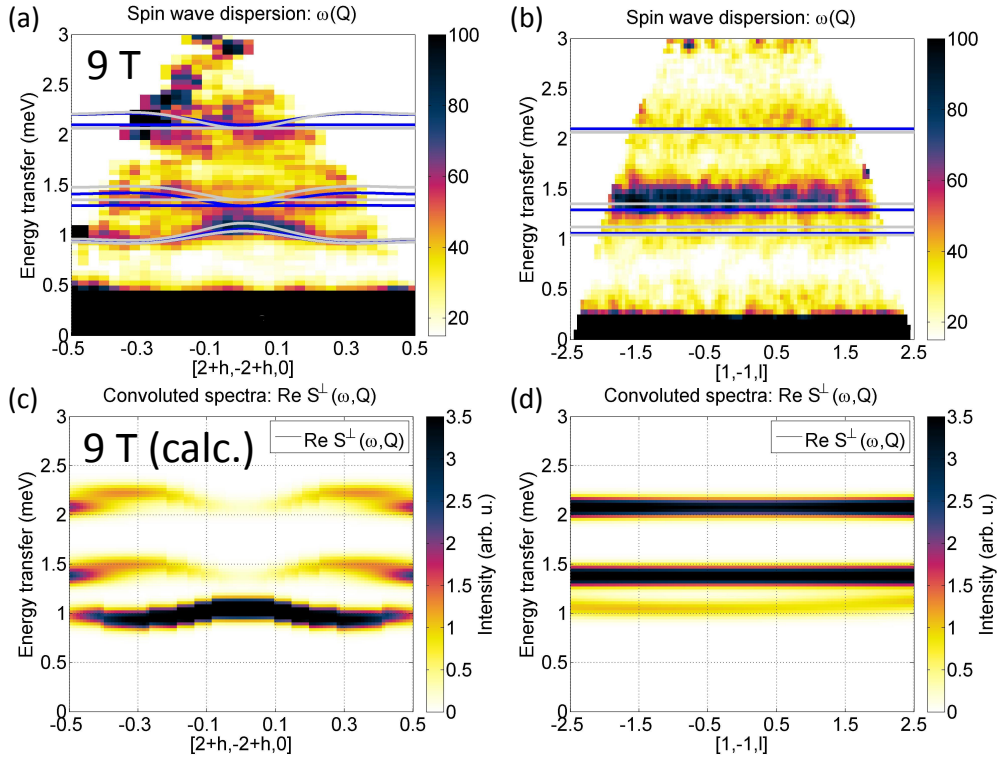 (a)
Spin wave dispersion: ω(Q)
9 T
Energy transfer (meV)
3
2.5
2
1.5
1
0.5
0
-0.5 -0.3 -0.1 0.1 0.3 0.5
[2+h,-2+h,0]
100
80
60
40
20
(b)
Spin wave dispersion: ω(Q)
Energy transfer (meV)
3
2.5
2
1.5
1
0.5
0
-2.5 -1.5 -0.5 0.5 1.5 2.5
[1,-1,l]
100
80
60
40
20
(c)
Convoluted spectra: Re S⊥(ω,Q)
9 T (calc.)
Re S⊥(ω,Q)
Energy transfer (meV)
3
2.5
2
1.5
1
0.5
-0.5 -0.3 -0.1 0.1 0.3 0.5
[2+h,-2+h,0]
3.5
3
2.5
2
1.5
1
0.5
0
Intensity (arb. u.)
(d)
Convoluted spectra: Re S⊥(ω,Q)
Re S⊥(ω,Q)
Energy transfer (meV)
3
2.5
2
1.5
1
0.5
-2.5 -1.5 -0.5 0.5 1.5 2.5
[1,-1,l]
3.5
3
2.5
2
1.5
1
0.5
0
Intensity (arb. u.)